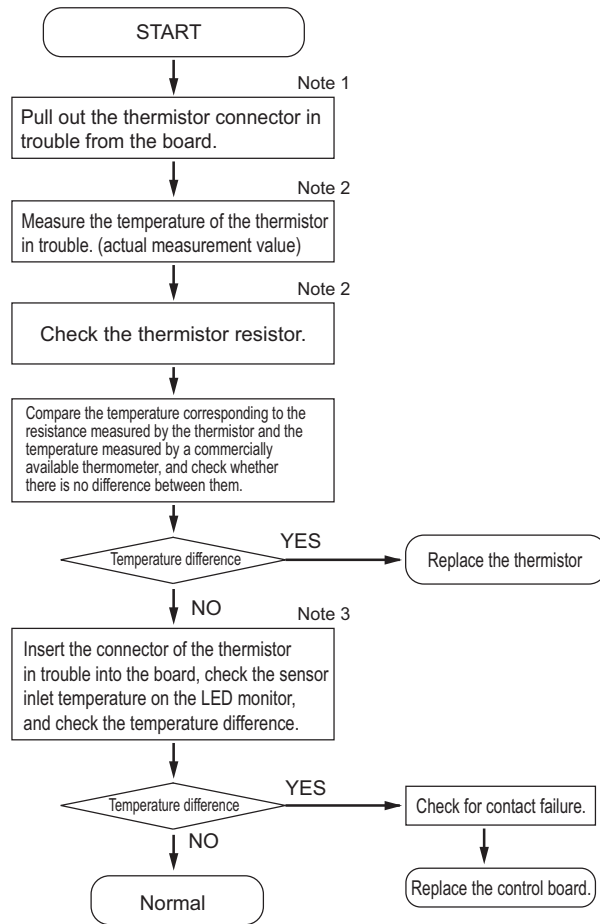 START
Note 1
Pull out the thermistor connector in
trouble from the board.
Note 2
Measure the temperature of the thermistor
in trouble. (actual measurement value)
Note 2
Check the thermistor resistor.
Compare the temperature corresponding to the
resistance measured by the thermistor and the
temperature measured by a commercially
available thermometer, and check whether
there is no difference between them.
Temperature difference
YES
Replace the thermistor
NO
Note 3
Insert the connector of the thermistor
in trouble into the board, check the sensor
inlet temperature on the LED monitor,
and check the temperature difference.
Temperature difference
YES
Check for contact failure.
NO
Normal
Replace the control board.